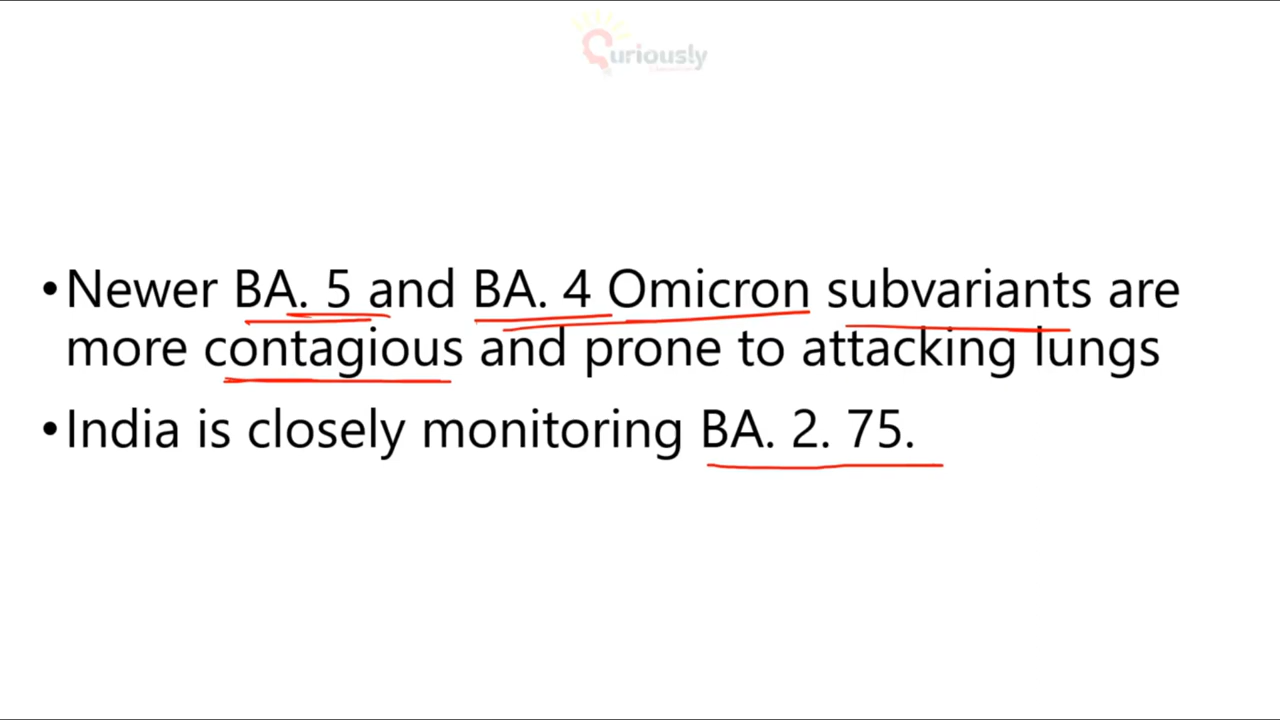 Curiously
•Newer BA. 5 and BA. 4 Omicron subvariants are
more contagious and prone to attacking lungs
•India is closely monitoring BA. 2. 75.